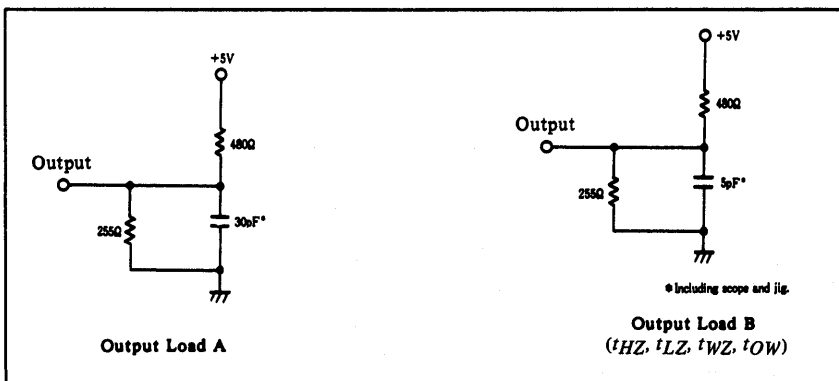 +5V
480Ω
Output
255Ω
30pF*
Output Load A
+5V
480Ω
Output
255Ω
5pF*
* Including scope and jig.
Output Load B
(tHZ, tLZ, tWZ, tOW)